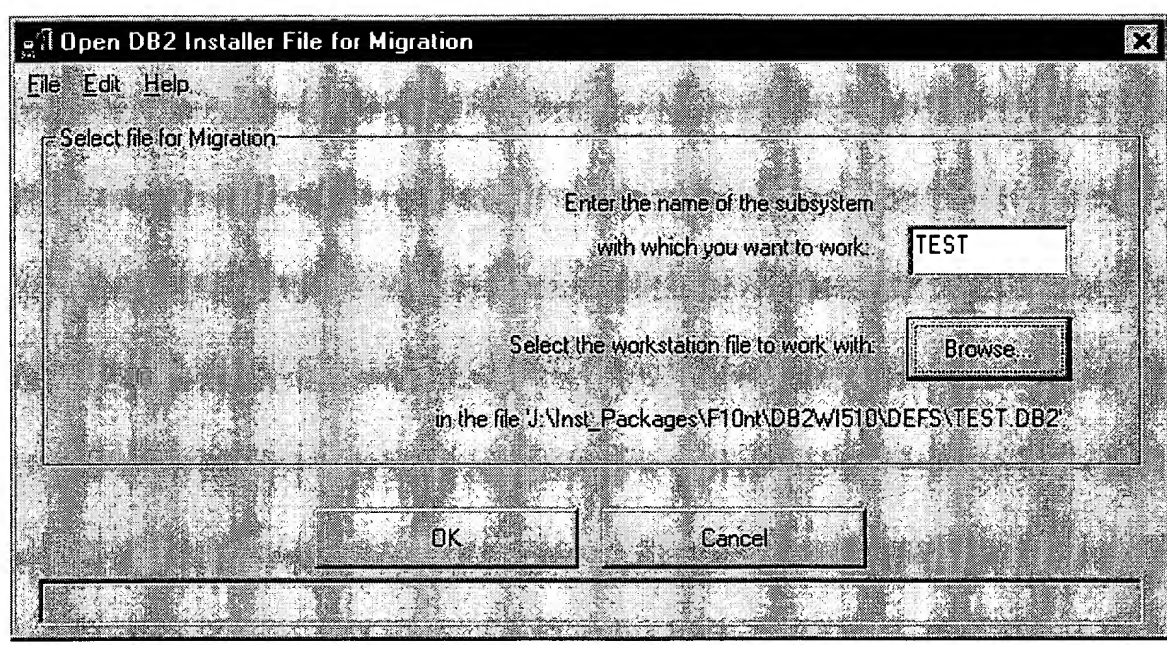 Open DB2 Installer File for Migration
File Edit Help
Select file for Migration
Enter the name of the subsystem
with which you want to work:
TEST
Select the workstation file to work with:
Browse...
in the file 'J:\Inst_Packages\F10nt\DB2WI510\DEFS\TEST.DB2'.
OK
Cancel